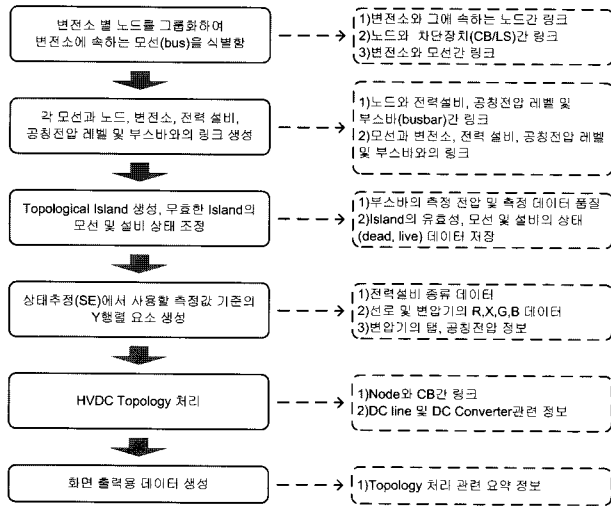 변전소 별 노드를 그룹화하여
변전소에 속하는 모선(bus)을 식별함
1)변전소와 그에 속하는 노드간 링크
2)노드와 차단장치(CB/LS)간 링크
3)변전소와 모선간 링크
각 모선과 노드, 변전소, 전력 설비,
공칭전압 레벨 및 부스바와의 링크 생성
1)노드와 전력설비, 공칭전압 레벨 및
부스바(busbar)간 링크
2)모선과 변전소, 전력 설비, 공칭전압 레벨
및 부스바와의 링크
Topological Island 생성, 무효한 Island의
모선 및 설비 상태 조정
1)부스바의 측정 전압 및 측정 데이터 품질
2)Island의 유효성, 모선 및 설비의 상태
(dead, live) 데이터 저장
상태추정(SE)에서 사용할 측정값 기준의
Y행렬 요소 생성
1)전력설비 종류 데이터
2)선로 및 변압기의 R,X,G,B 데이터
3)변압기의 탭, 공칭전압 정보
HVDC Topology 처리
1)Node와 CB간 링크
2)DC line 및 DC Converter관련 정보
화면 출력용 데이터 생성
1)Topology 처리 관련 요약 정보